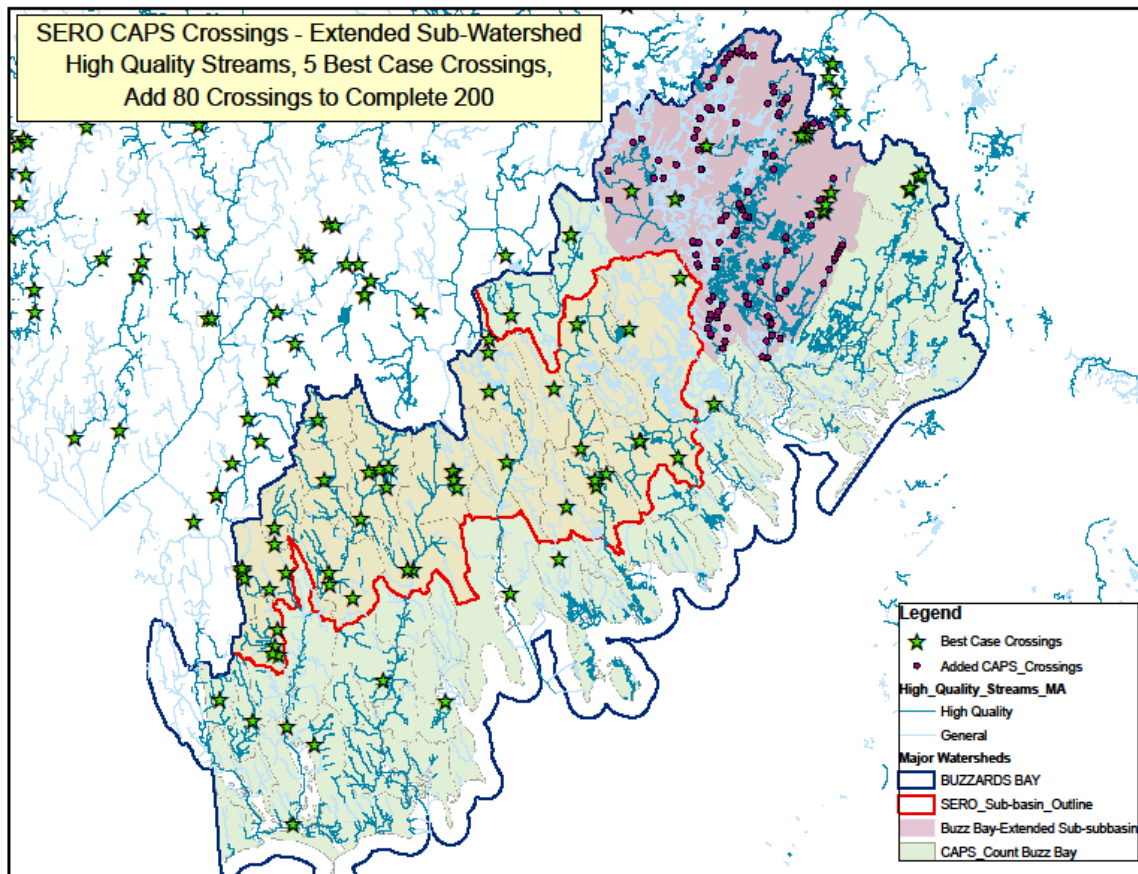 SERO CAPS Crossings - Extended Sub-Watershed
High Quality Streams, 5 Best Case Crossings,
Add 80 Crossings to Complete 200
Legend
Best Case Crossings
Added CAPS_Crossings
High_Quality_Streams_MA
High Quality
General
Major Watersheds
BUZZARDS BAY
SERO_Sub-basin_Outline
Buzz Bay-Extended Sub-subbasin
CAPS_Count Buzz Bay